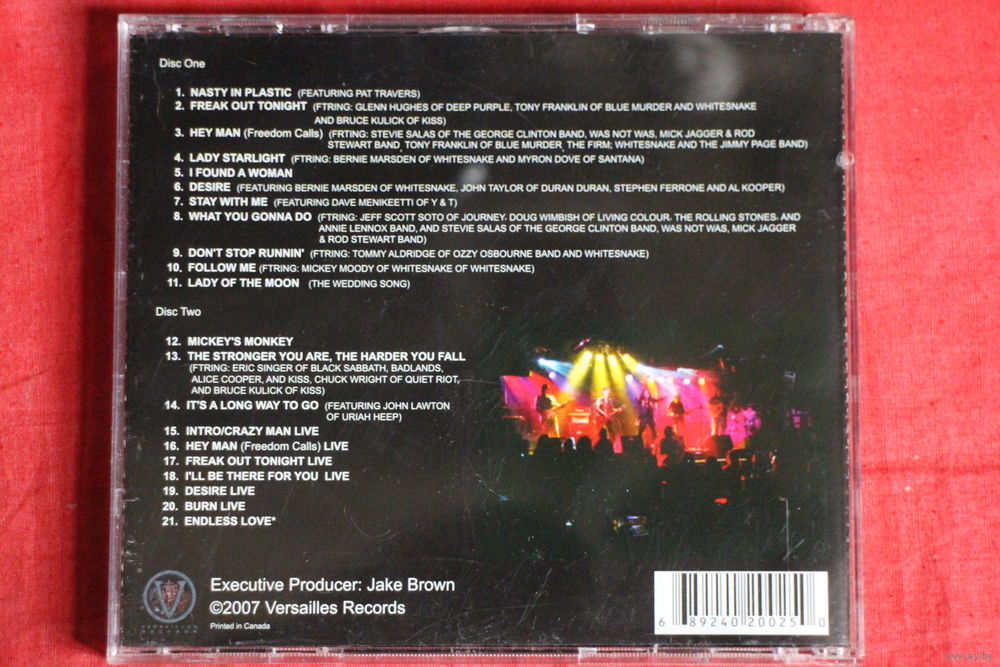 Disc One
1. NASTY IN PLASTIC (FEATURING PAT TRAVERS)
2. FREAK OUT TONIGHT (FTRING: GLENN HUGHES OF DEEP PURPLE, TONY FRANKLIN OF BLUE MURDER AND WHITESNAKE
AND BRUCE KULICK OF KISS)
3. HEY MAN (Freedom Calls) (FRTING: STEVIE SALAS OF THE GEORGE CLINTON BAND, WAS NOT WAS, MICK JAGGER & ROD
STEWART BAND, TONY FRANKLIN OF BLUE MURDER, THE FIRM; WHITESNAKE AND THE JIMMY PAGE BAND)
4. LADY STARLIGHT (FTRING: BERNIE MARSDEN OF WHITESNAKE AND MYRON DOVE OF SANTANA)
5. I FOUND A WOMAN
6. DESIRE (FEATURING BERNIE MARSDEN OF WHITESNAKE, JOHN TAYLOR OF DURAN DURAN, STEPHEN FERRONE AND AL KOOPER)
7. STAY WITH ME (FEATURING DAVE MENIKEETTI OF Y & T)
8. WHAT YOU GONNA DO (FTRING: JEFF SCOTT SOTO OF JOURNEY, DOUG WIMBISH OF LIVING COLOUR, THE ROLLING STONES, AND
ANNIE LENNOX BAND, AND STEVIE SALAS OF THE GEORGE CLINTON BAND, WAS NOT WAS, MICK JAGGER
& ROD STEWART BAND)
9. DON'T STOP RUNNIN' (FTRING: TOMMY ALDRIDGE OF OZZY OSBOURNE BAND AND WHITESNAKE)
10. FOLLOW ME (FTRING: MICKEY MOODY OF WHITESNAKE OF WHITESNAKE)
11. LADY OF THE MOON (THE WEDDING SONG)
Disc Two
12. MICKEY'S MONKEY
13. THE STRONGER YOU ARE, THE HARDER YOU FALL
(FTRING: ERIC SINGER OF BLACK SABBATH, BADLANDS,
ALICE COOPER, AND KISS, CHUCK WRIGHT OF QUIET RIOT,
AND BRUCE KULICK OF KISS)
14. IT'S A LONG WAY TO GO (FEATURING JOHN LAWTON
OF URIAH HEEP)
15. INTRO/CRAZY MAN LIVE
16. HEY MAN (Freedom Calls) LIVE
17. FREAK OUT TONIGHT LIVE
18. I'LL BE THERE FOR YOU LIVE
19. DESIRE LIVE
20. BURN LIVE
21. ENDLESS LOVE*
Executive Producer: Jake Brown
©2007 Versailles Records
Printed in Canada
VERSAILLES
RECORDS
6 89240 20025 0
www.ay.by